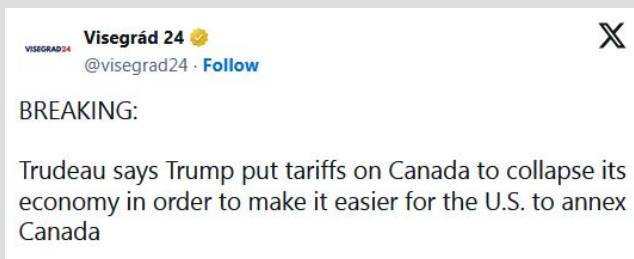 VISEGRAD24
Visegrád 24
@visegrad24 · Follow
BREAKING:
Trudeau says Trump put tariffs on Canada to collapse its
economy in order to make it easier for the U.S. to annex
Canada